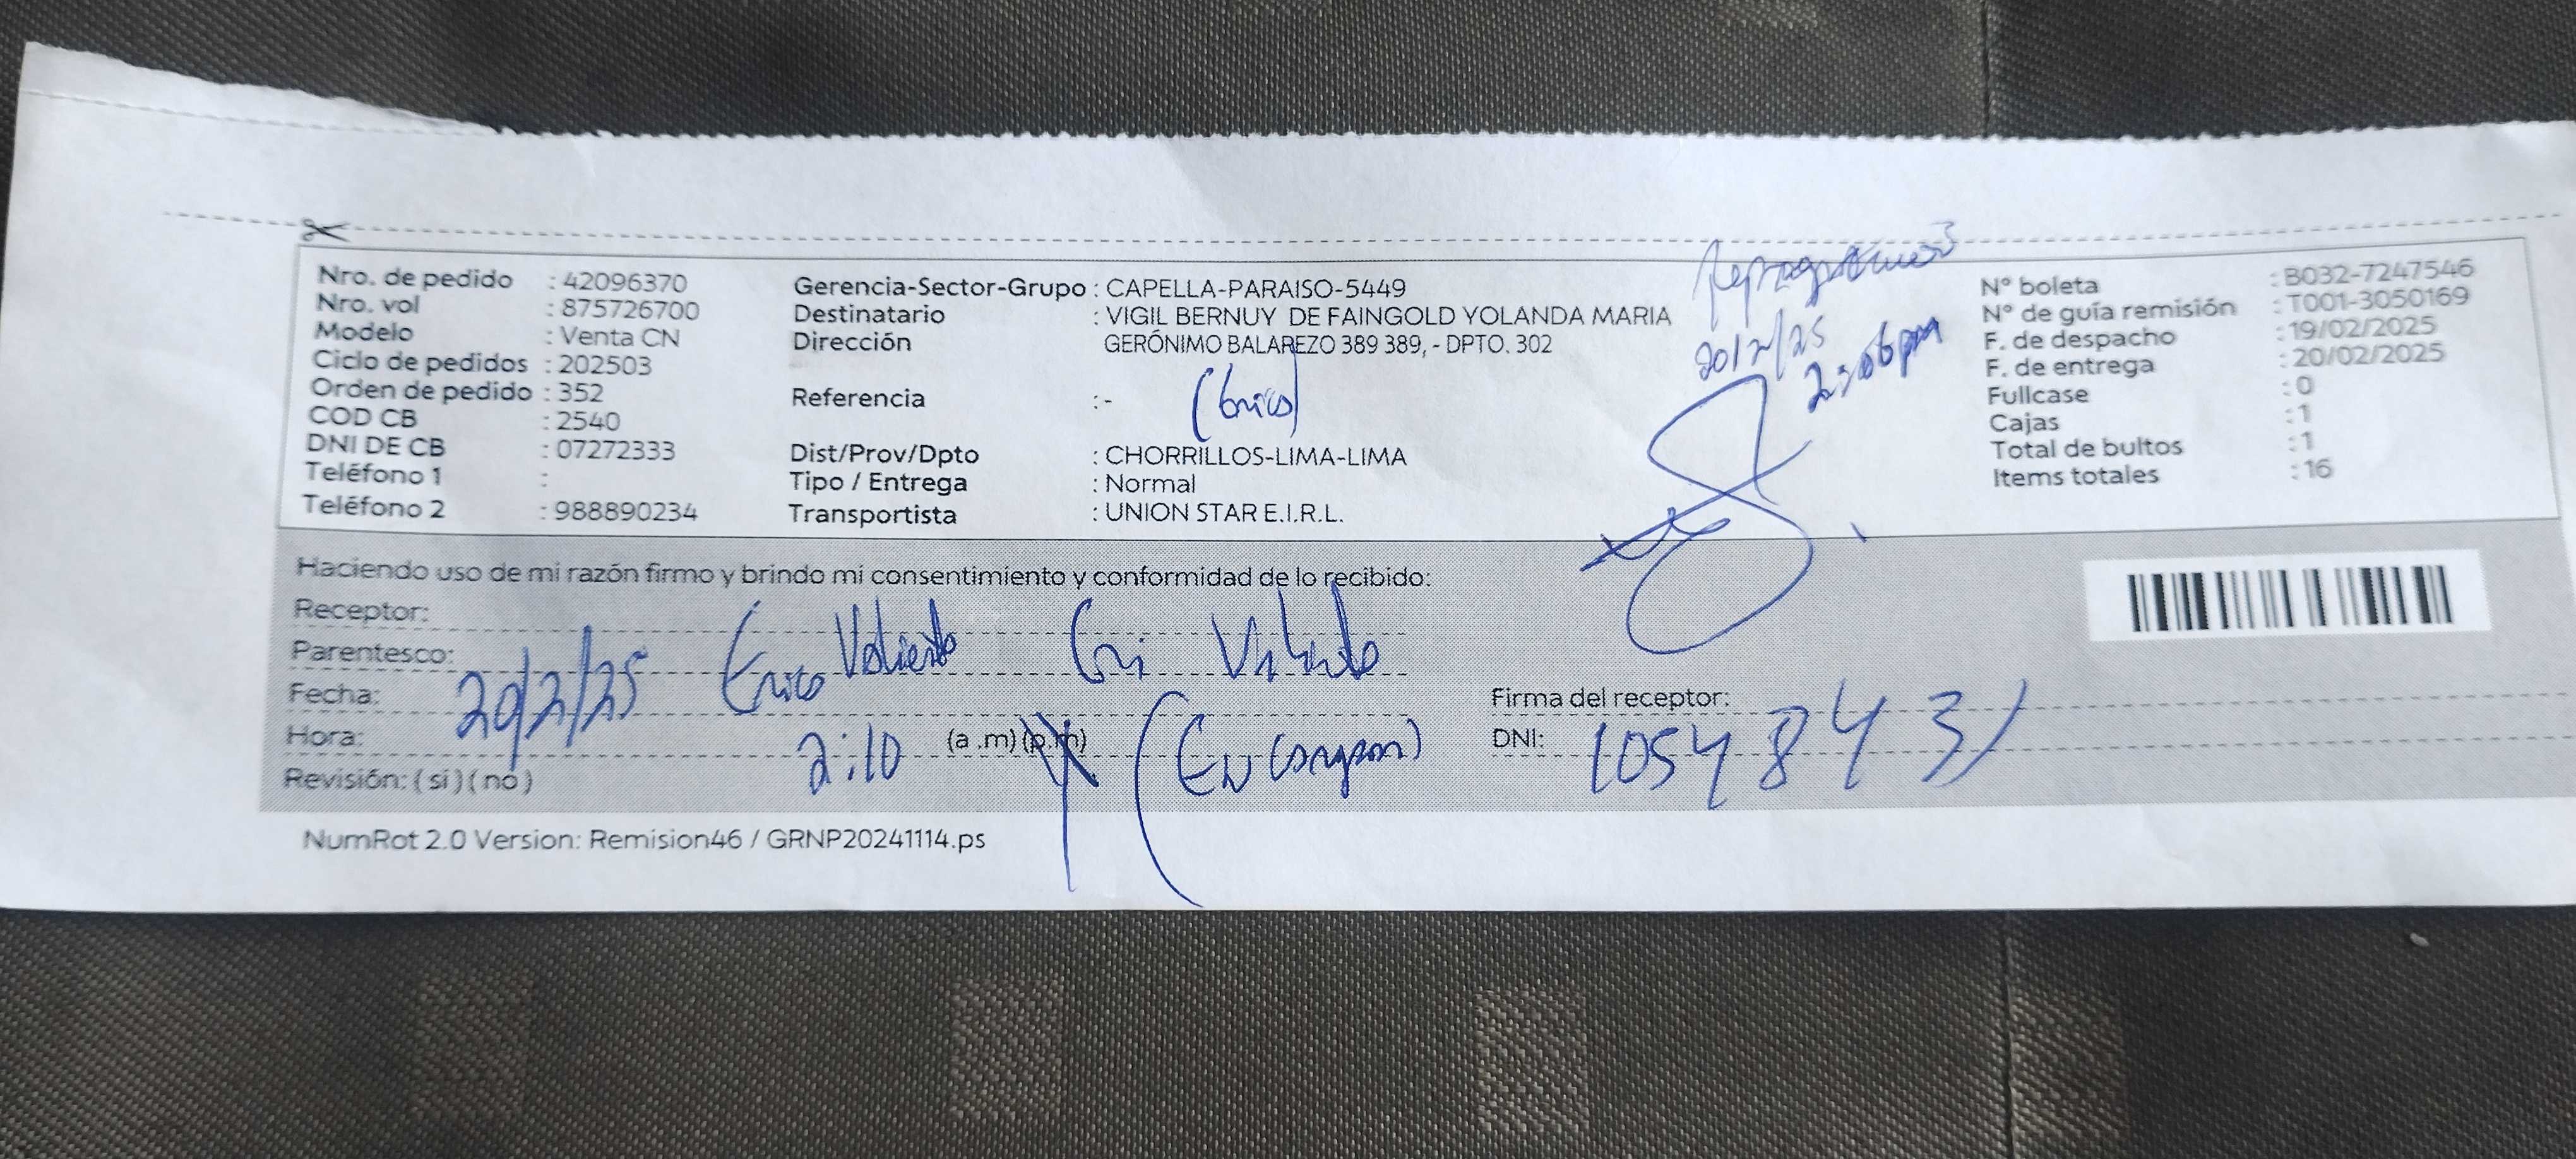 Nro. de pedido : 42096370
Nro. vol : 875726700
Modelo : Venta CN
Ciclo de pedidos : 202503
Orden de pedido : 352
COD CB : 2540
DNI DE CB : 07272333
Teléfono 1 :
Teléfono 2 : 988890234
Gerencia-Sector-Grupo : CAPELLA-PARAISO-5449
Destinatario : VIGIL BERNUY DE FAINGOLD YOLANDA MARIA
Dirección GERÓNIMO BALAREZO 389 389, - DPTO. 302
Referencia : -
Dist/Prov/Dpto : CHORRILLOS-LIMA-LIMA
Tipo / Entrega : Normal
Transportista : UNION STAR E.I.R.L.
20/2/25
2:06 pm
N° boleta : B032-7247546
N° de guía remisión : T001-3050169
F. de despacho : 19/02/2025
F. de entrega : 20/02/2025
Fullcase : 0
Cajas : 1
Total de bultos : 1
Items totales : 16
Haciendo uso de mi razón firmo y brindo mi consentimiento y conformidad de lo recibido:
Receptor:
Parentesco:
Fecha: 20/2/25
Hora: 2:10 (a .m) (p.m)
Revisión: ( si ) ( no )
Firma del receptor:
DNI: 10548431
NumRot 2.0 Version: Remision46 / GRNP20241114.ps